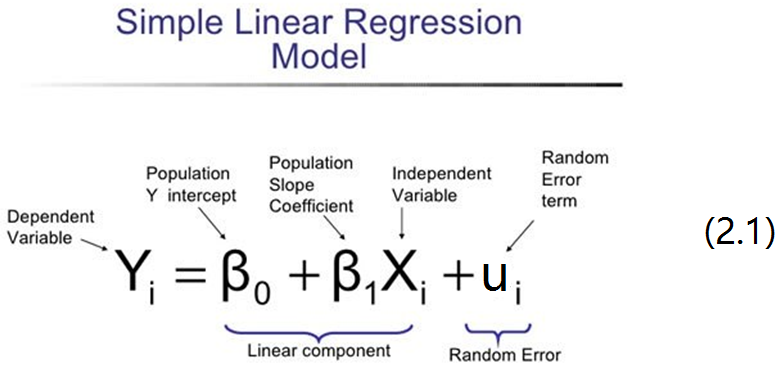 Simple Linear Regression
Model
Dependent
Variable
Population
Y intercept
Population
Slope
Coefficient
Independent
Variable
Random
Error
term
Yᵢ = β₀ + β₁Xᵢ + uᵢ
(2.1)
Linear component
Random Error